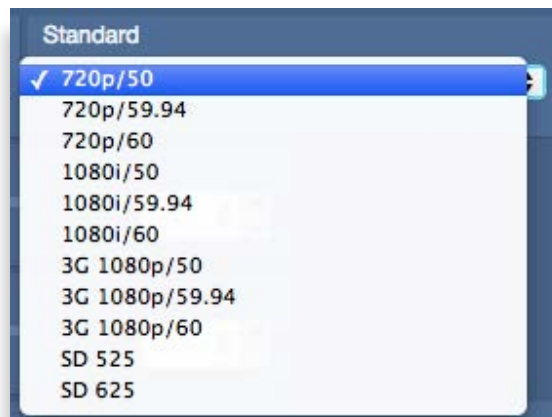 Standard
✓ 720p/50
720p/59.94
720p/60
1080i/50
1080i/59.94
1080i/60
3G 1080p/50
3G 1080p/59.94
3G 1080p/60
SD 525
SD 625